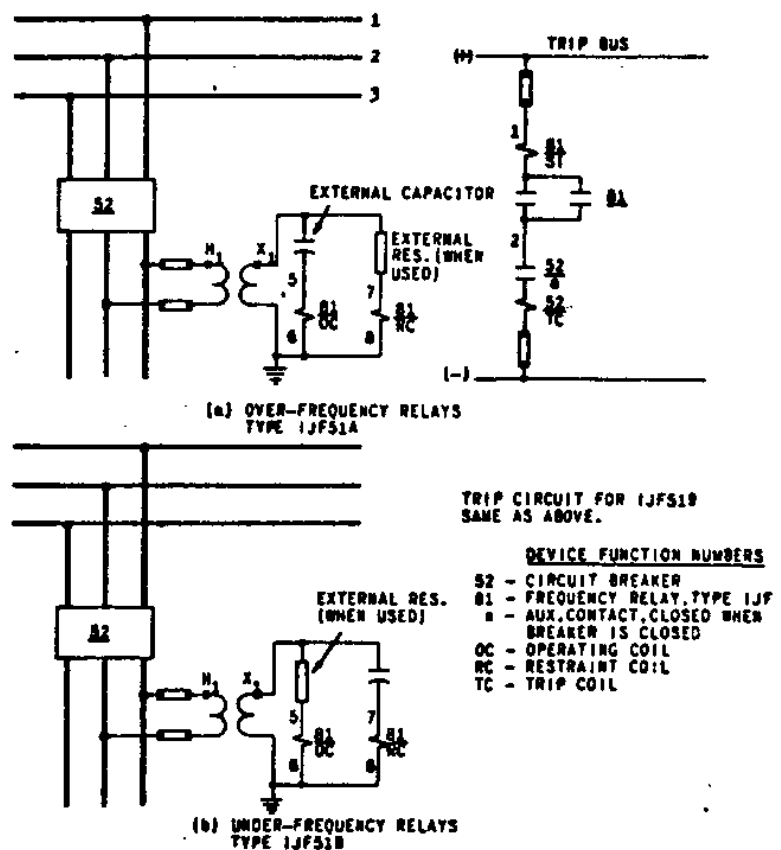 1
2
3
52
H1
X1
EXTERNAL CAPACITOR
EXTERNAL
RES.(WHEN
USED)
5
81
OC
6
7
81
RC
8
(a) OVER-FREQUENCY RELAYS
TYPE IJF51A
TRIP BUS
(+)
1
81
SI
81
2
52
a
52
TC
(-)
52
H1
EXTERNAL RES.
(WHEN USED)
5
81
OC
6
7
81
RC
8
(b) UNDER-FREQUENCY RELAYS
TYPE IJF51B
TRIP CIRCUIT FOR IJF51B
SAME AS ABOVE.
DEVICE FUNCTION NUMBERS
52 - CIRCUIT BREAKER
81 - FREQUENCY RELAY,TYPE IJF
a - AUX.CONTACT,CLOSED WHEN
BREAKER IS CLOSED
OC - OPERATING COIL
RC - RESTRAINT COIL
TC - TRIP COIL